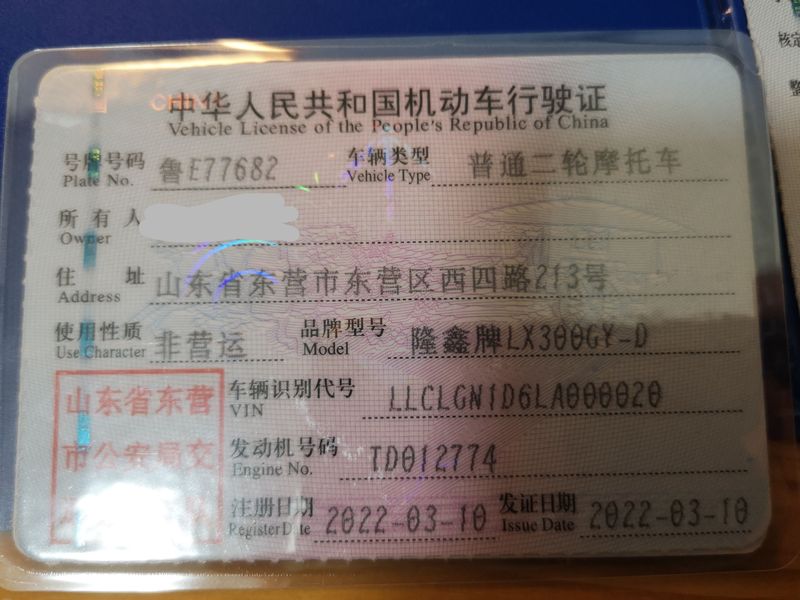 中华人民共和国机动车行驶证
Vehicle License of the People's Republic of China
号牌号码 鲁E77682 车辆类型 普通二轮摩托车
Plate No. Vehicle Type
所有人
Owner
住址 山东省东营市东营区西四路213号
Address
使用性质 非营运 品牌型号 隆鑫牌LX300GY-D
Use Character Model
山东省东营
市公安局交
车辆识别代号 LLCLGN1D6LA000020
VIN
发动机号码 TD012774
Engine No.
注册日期 2022-03-10 发证日期 2022-03-10
Register Date Issue Date
核定
整